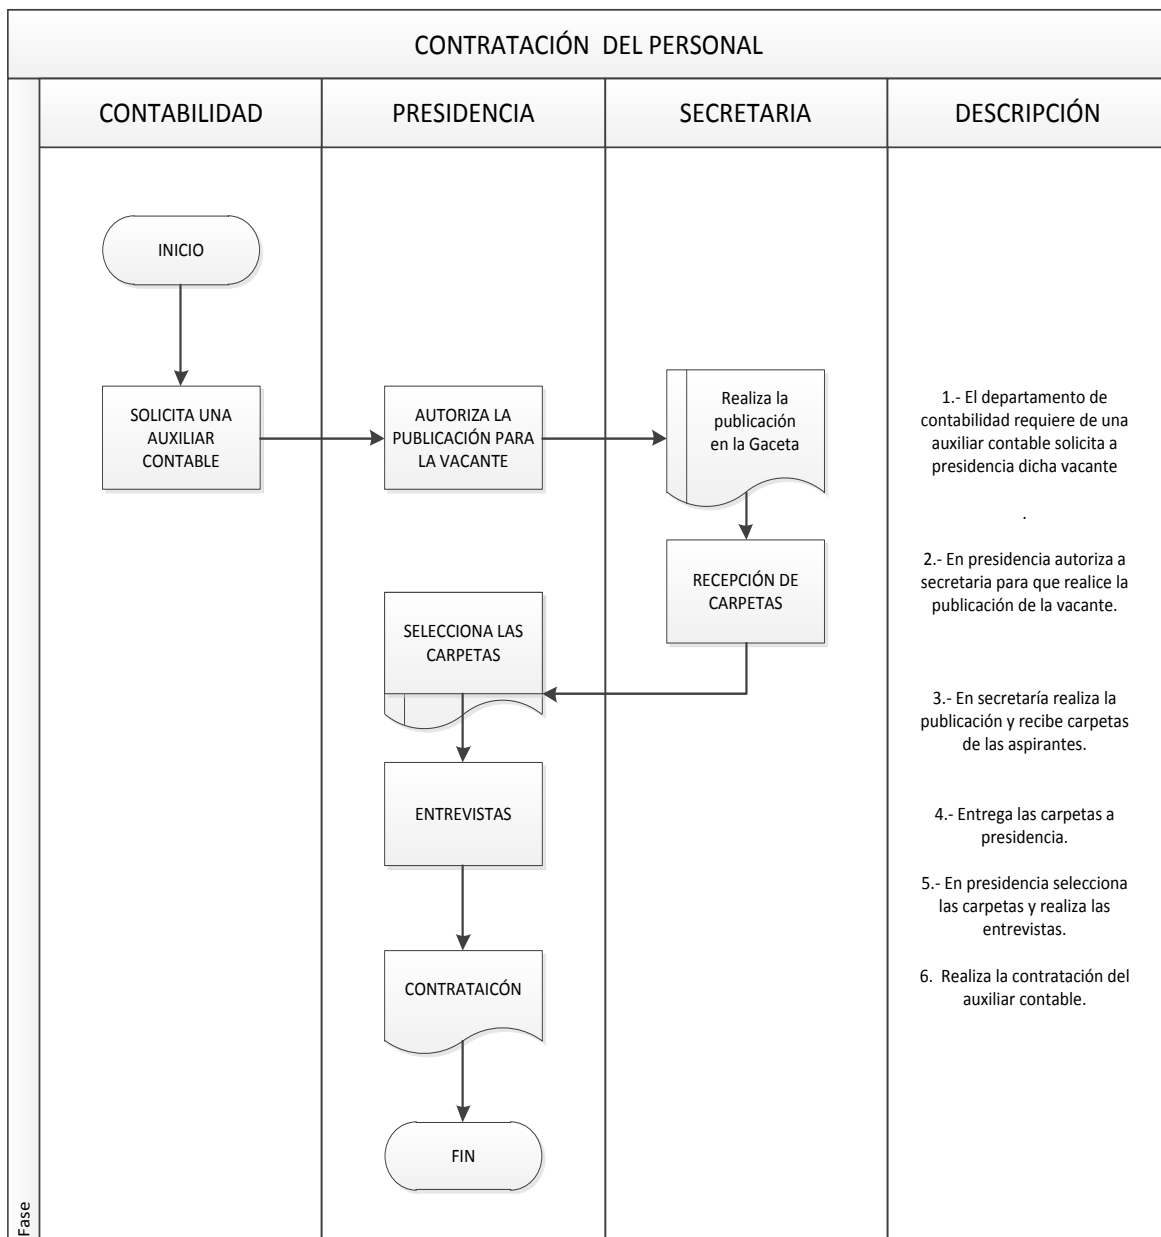 CONTRATACIÓN  DEL PERSONAL
CONTABILIDAD
PRESIDENCIA
SECRETARIA
DESCRIPCIÓN
INICIO
SOLICITA UNA
AUXILIAR
CONTABLE
AUTORIZA LA
PUBLICACIÓN PARA
LA VACANTE
Realiza la
publicación
en la Gaceta
RECEPCIÓN DE
CARPETAS
SELECCIONA LAS
CARPETAS
ENTREVISTAS
CONTRATAICÓN
FIN
1.- El departamento de
contabilidad requiere de una
auxiliar contable solicita a
presidencia dicha vacante
.
2.- En presidencia autoriza a
secretaria para que realice la
publicación de la vacante.
3.- En secretaría realiza la
publicación y recibe carpetas
de las aspirantes.
4.- Entrega las carpetas a
presidencia.
5.- En presidencia selecciona
las carpetas y realiza las
entrevistas.
6.  Realiza la contratación del
auxiliar contable.
Fase